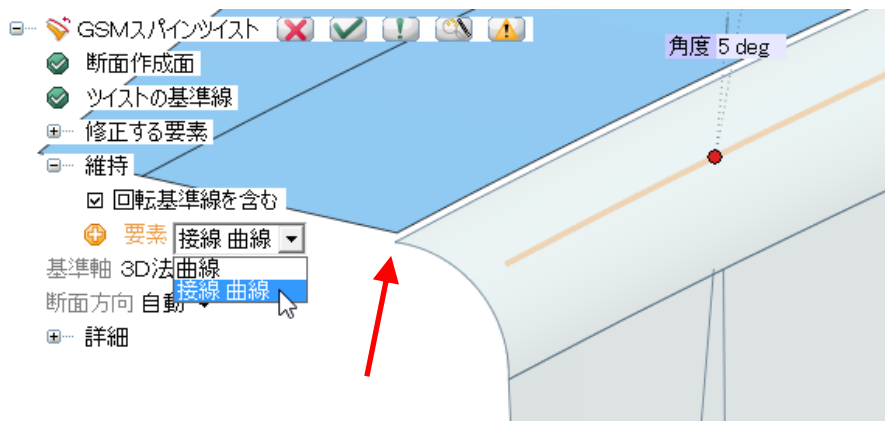 GSMスパインツイスト
角度 5 deg
断面作成面
ツイストの基準線
修正する要素
維持
回転基準線を含む
要素 接線 曲線
曲線
接線 曲線
基準軸 3D法
断面方向 自動
詳細